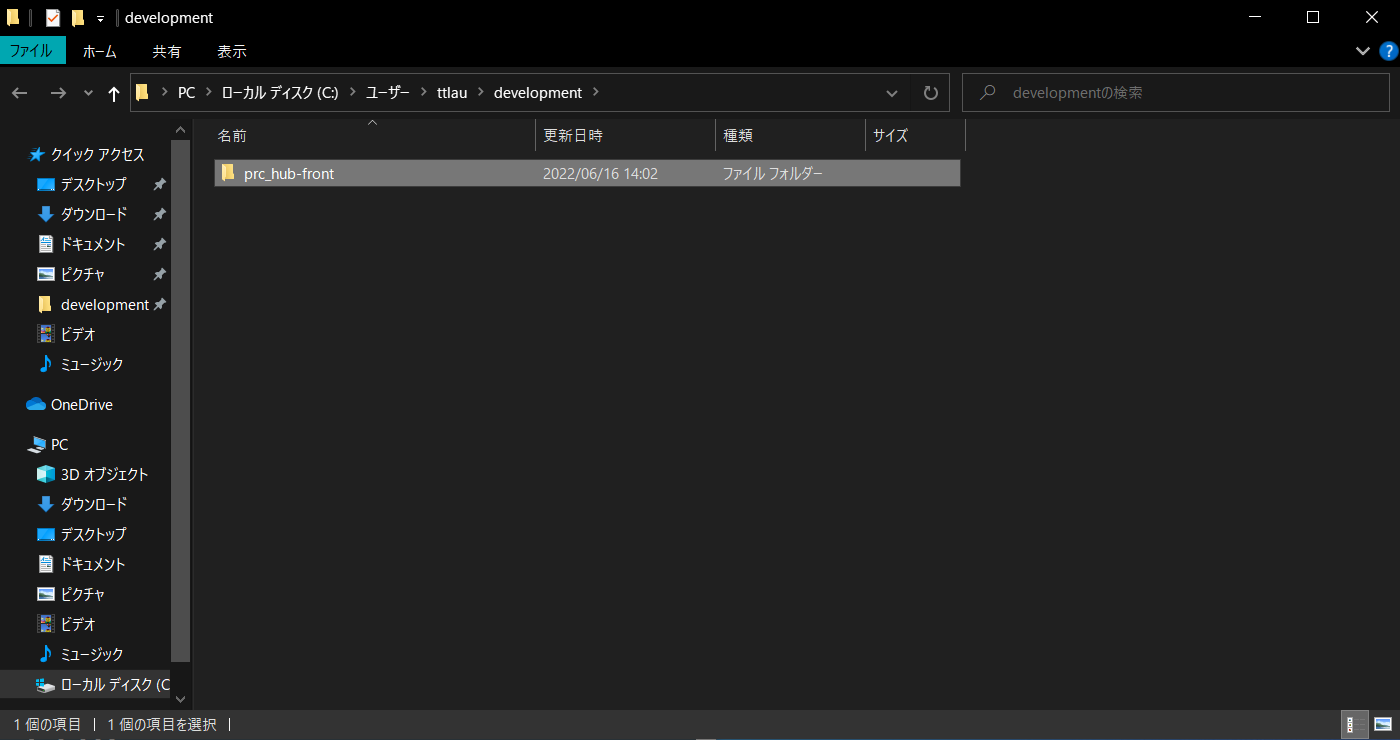 development
ファイル ホーム 共有 表示
PC ローカル ディスク (C:) ユーザー ttlau development
developmentの検索
名前 更新日時 種類 サイズ
prc_hub-front 2022/06/16 14:02 ファイル フォルダー
クイック アクセス
デスクトップ
ダウンロード
ドキュメント
ピクチャ
development
ビデオ
ミュージック
OneDrive
PC
3D オブジェクト
ダウンロード
デスクトップ
ドキュメント
ピクチャ
ビデオ
ミュージック
ローカル ディスク (C
1 個の項目 1 個の項目を選択